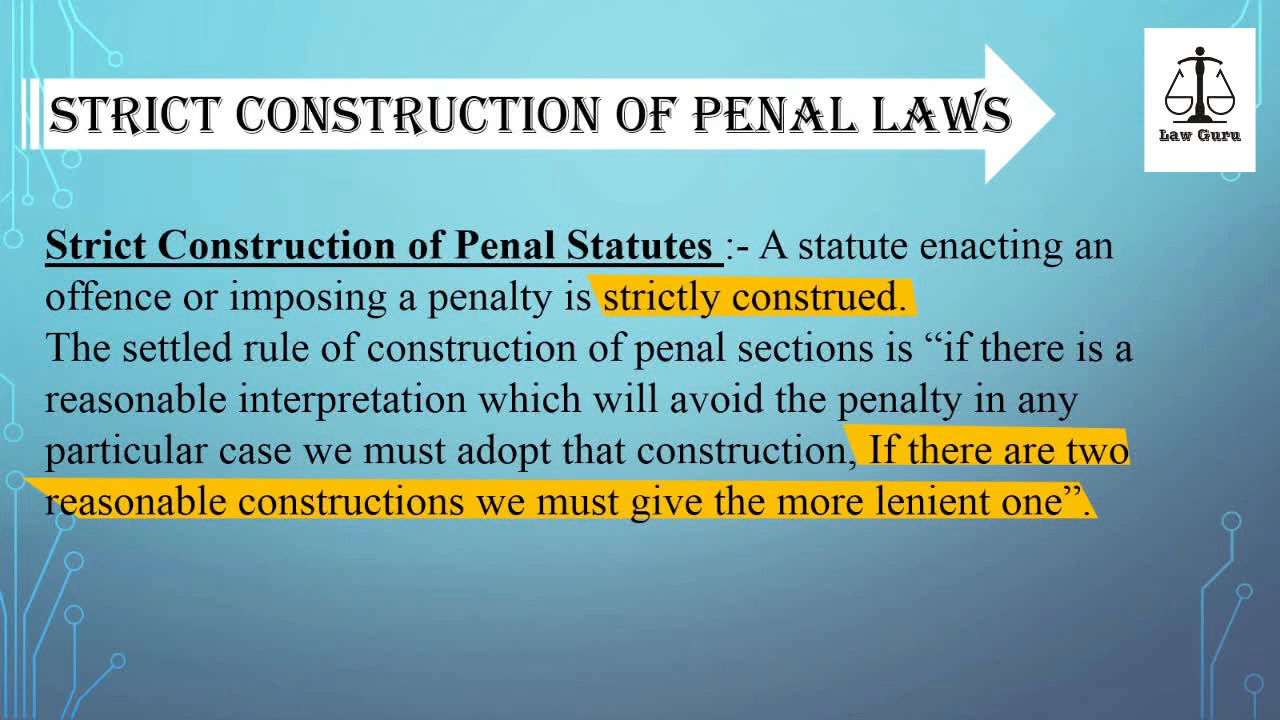 STRICT CONSTRUCTION OF PENAL LAWS
Law Guru
Strict Construction of Penal Statutes :- A statute enacting an
offence or imposing a penalty is strictly construed.
The settled rule of construction of penal sections is “if there is a
reasonable interpretation which will avoid the penalty in any
particular case we must adopt that construction, If there are two
reasonable constructions we must give the more lenient one”.